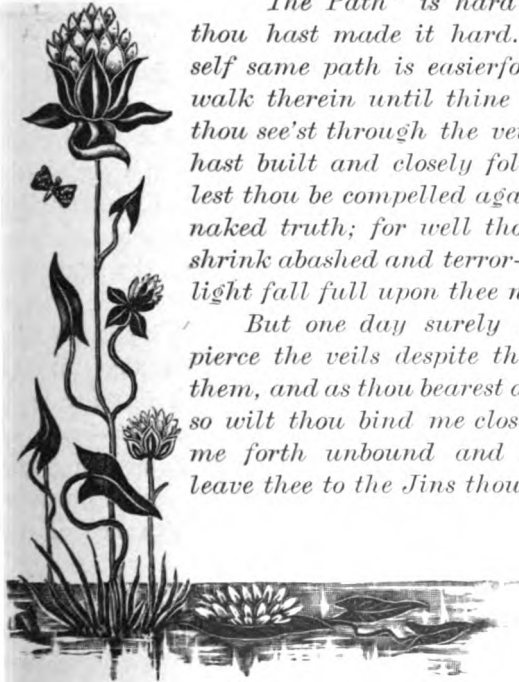 The Path" is hard
thou hast made it hard.
self same path is easierfo
walk therein until thine
thou see'st through the vei
hast built and closely fol
lest thou be compelled aga
naked truth; for well tho
shrink abashed and terror-
light fall full upon thee n
But one day surely
pierce the veils despite th
them, and as thou bearest a
so wilt thou bind me clos
me forth unbound and
leave thee to the Jins thou